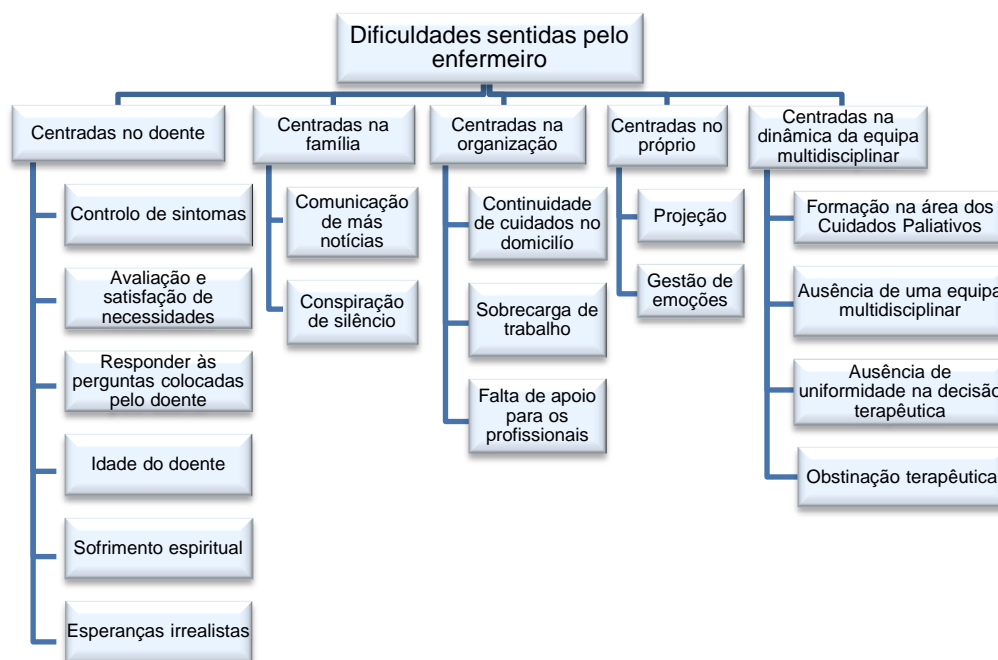 Dificuldades sentidas pelo
enfermeiro
Centradas no doente
Controlo de sintomas
Avaliação e
satisfação de
necessidades
Responder às
perguntas colocadas
pelo doente
Idade do doente
Sofrimento espiritual
Esperanças irrealistas
Centradas na
família
Comunicação
de más
notícias
Conspiração
de silêncio
Centradas na
organização
Continuidade
de cuidados no
domicilío
Sobrecarga de
trabalho
Falta de apoio
para os
profissionais
Centradas no
próprio
Projeção
Gestão de
emoções
Centradas na
dinâmica da equipa
multidisciplinar
Formação na área dos
Cuidados Paliativos
Ausência de uma equipa
multidisciplinar
Ausência de
uniformidade na decisão
terapêutica
Obstinação terapêutica